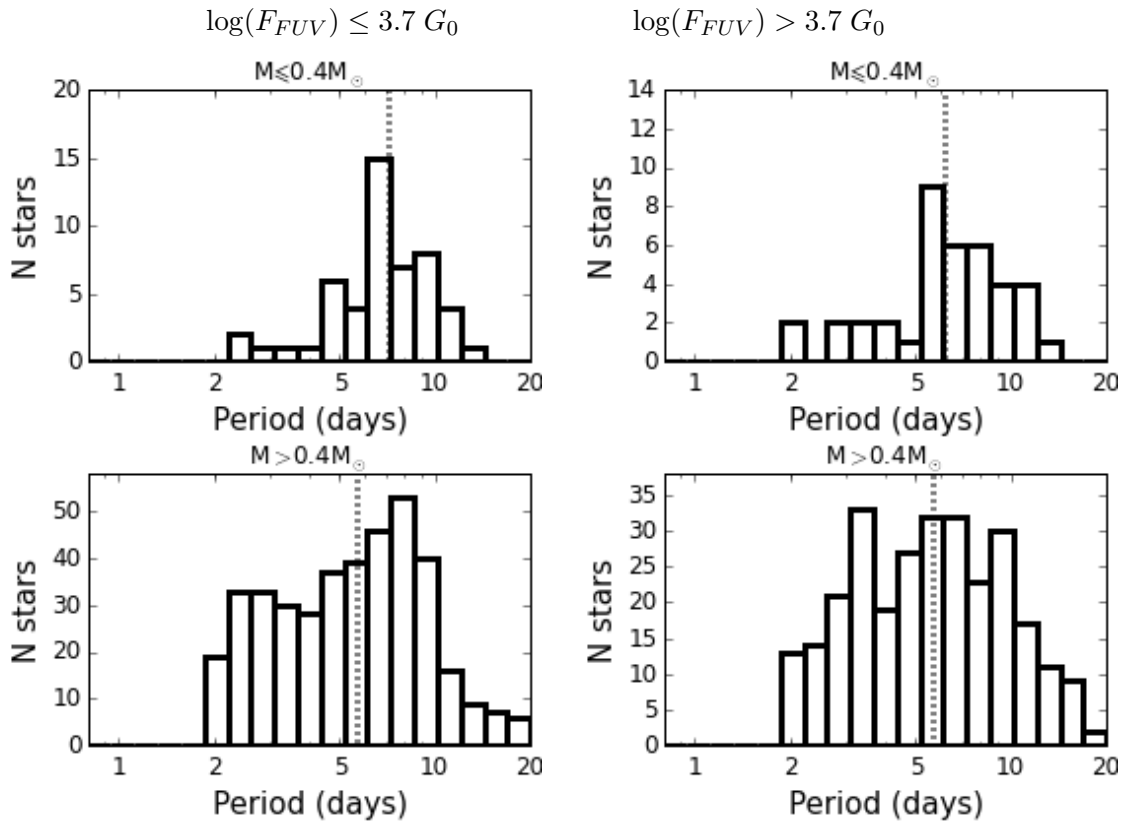 log(F_FUV) ≤ 3.7 G_0
log(F_FUV) > 3.7 G_0
M⩽0.4M_☉
M⩽0.4M_☉
20
15
10
5
0
N stars
1 2 5 10 20
Period (days)
14
12
10
8
6
4
2
0
N stars
1 2 5 10 20
Period (days)
M>0.4M_☉
M>0.4M_☉
50
40
30
20
10
0
N stars
1 2 5 10 20
Period (days)
35
30
25
20
15
10
5
0
N stars
1 2 5 10 20
Period (days)